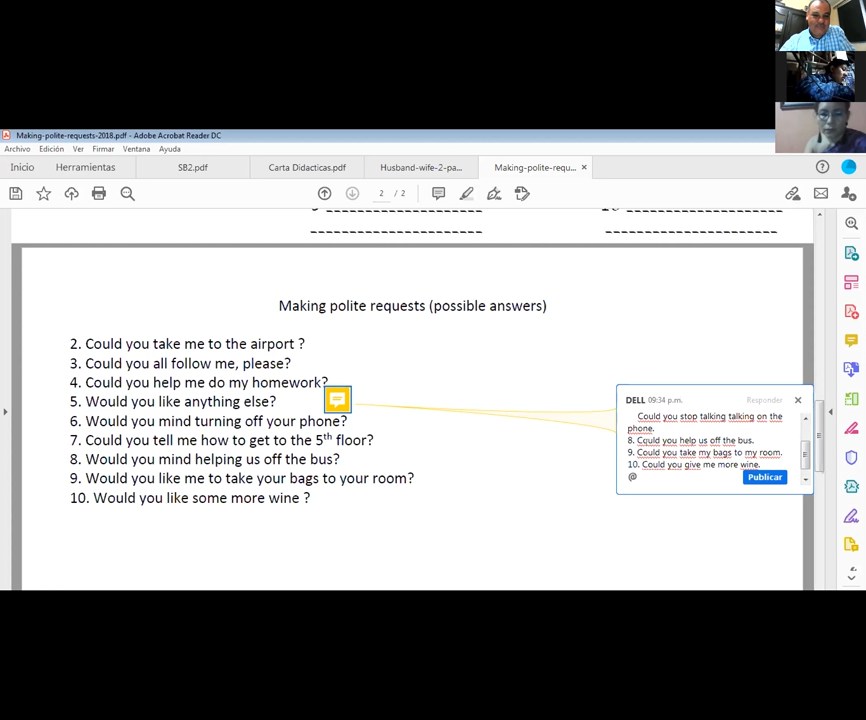 Making-polite-requests-2018.pdf - Adobe Acrobat Reader DC
Archivo Edición Ver Firmar Ventana Ayuda
Inicio Herramientas SB2.pdf Carta Didacticas.pdf Husband-wife-2-pa... Making-polite-requ... ×
2 / 2
Making polite requests (possible answers)
2. Could you take me to the airport ?
3. Could you all follow me, please?
4. Could you help me do my homework?
5. Would you like anything else?
6. Would you mind turning off your phone?
7. Could you tell me how to get to the 5th floor?
8. Would you mind helping us off the bus?
9. Would you like me to take your bags to your room?
10. Would you like some more wine ?
DELL 09:34 p.m. Responder
Could you stop talking talking on the
phone.
8. Could you help us off the bus.
9. Could you take my bags to my room.
10. Could you give me more wine.
@ Publicar